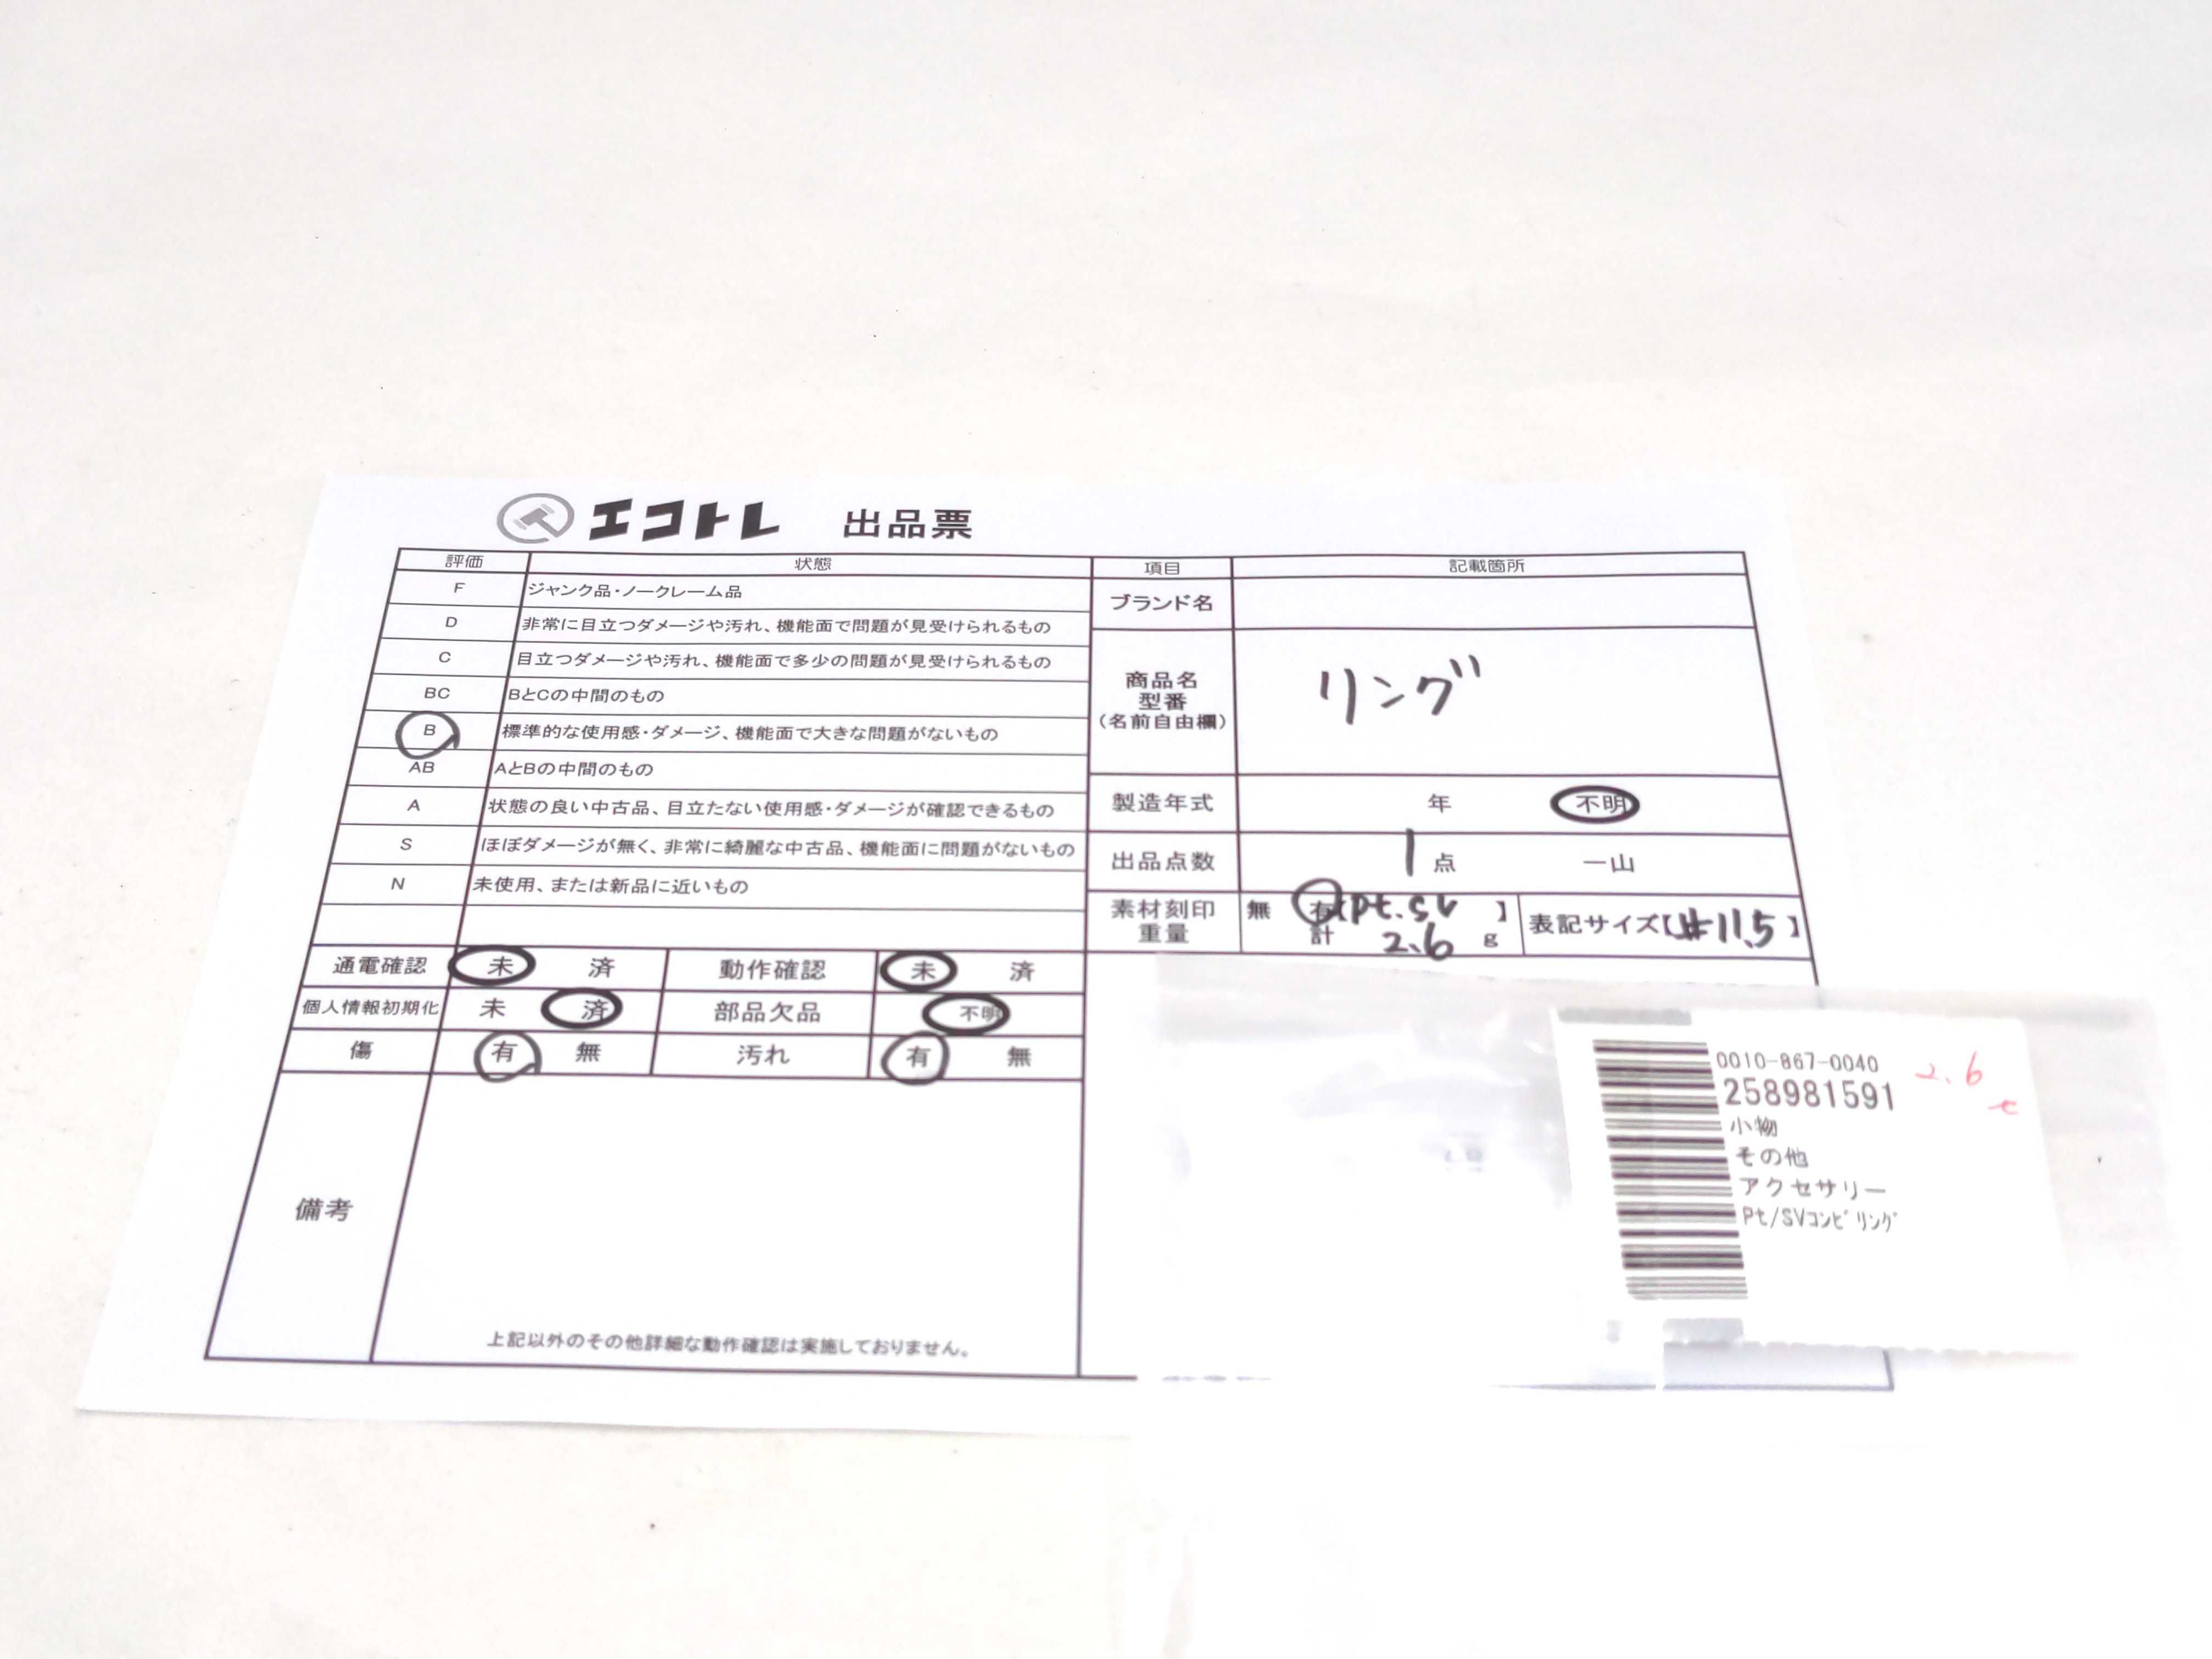 エコトレ 出品票
評価 状態
F ジャンク品・ノークレーム品
D 非常に目立つダメージや汚れ、機能面で問題が見受けられるもの
C 目立つダメージや汚れ、機能面で多少の問題が見受けられるもの
BC BとCの中間のもの
B 標準的な使用感・ダメージ、機能面で大きな問題がないもの
AB AとBの中間のもの
A 状態の良い中古品、目立たない使用感・ダメージが確認できるもの
S ほぼダメージが無く、非常に綺麗な中古品、機能面に問題がないもの
N 未使用、または新品に近いもの
通電確認 未 済 動作確認 未 済
個人情報初期化 未 済 部品欠品 不明
傷 有 無 汚れ 有 無
備考
上記以外のその他詳細な動作確認は実施しておりません。
項目 記載箇所
ブランド名
商品名
型番
(名前自由欄)
リング
製造年式 年 不明
出品点数 1 点 一山
素材刻印 無 有【pt.sv 】
重量 計 2.6 g
表記サイズ【#11.5】
0010-867-0040
258981591
小物
その他
アクセサリー
Pt/SVコンビリング
2.6